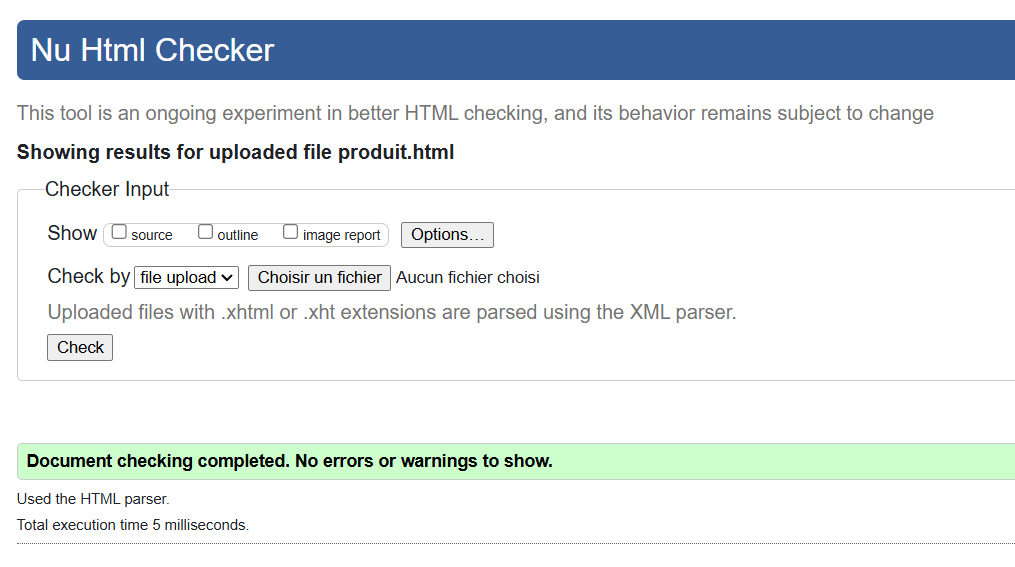 Nu Html Checker
This tool is an ongoing experiment in better HTML checking, and its behavior remains subject to change
Showing results for uploaded file produit.html
Checker Input
Show source outline image report Options...
Check by file upload Choisir un fichier Aucun fichier choisi
Uploaded files with .xhtml or .xht extensions are parsed using the XML parser.
Check
Document checking completed. No errors or warnings to show.
Used the HTML parser.
Total execution time 5 milliseconds.